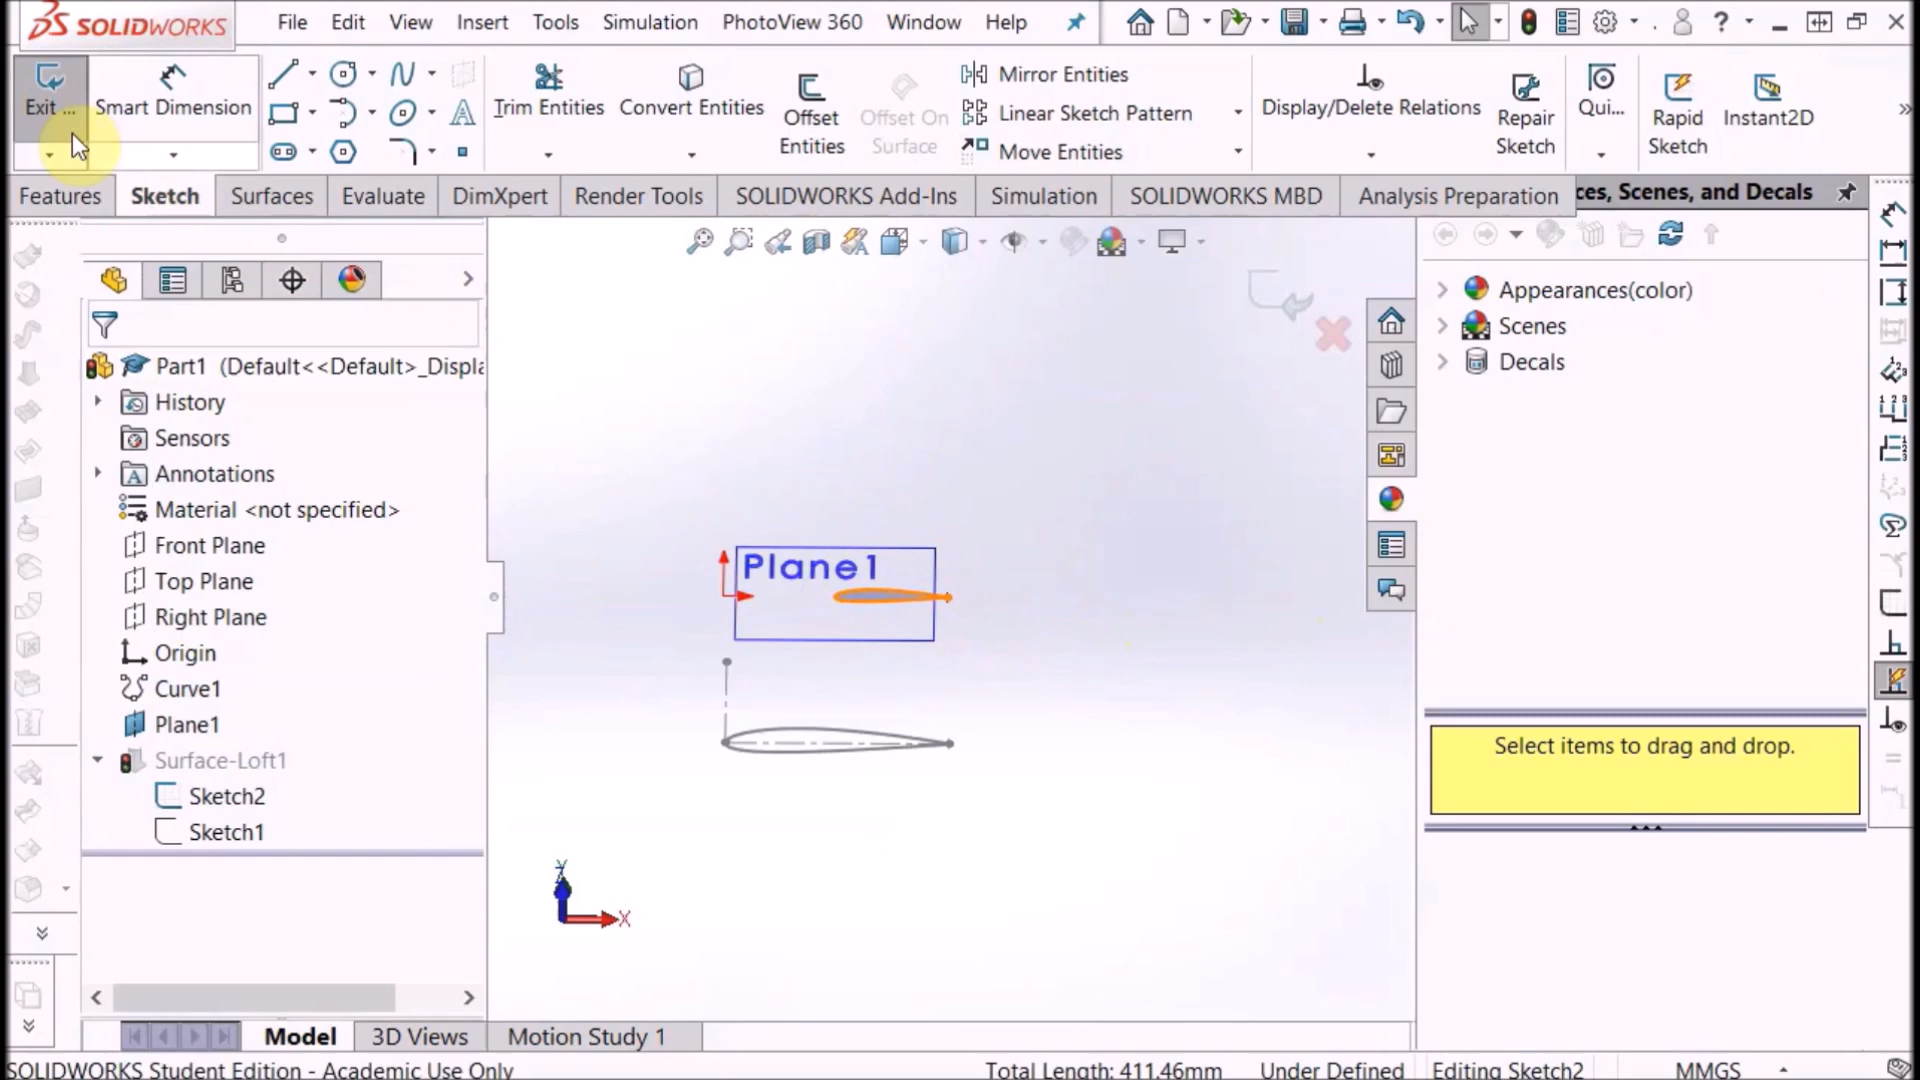 SOLIDWORKS File Edit View Insert Tools Simulation PhotoView 360 Window Help
Exit ... Smart Dimension Trim Entities Convert Entities Offset Entities Offset On Surface Mirror Entities Linear Sketch Pattern Move Entities Display/Delete Relations Repair Sketch Qui... Rapid Sketch Instant2D
Features Sketch Surfaces Evaluate DimXpert Render Tools SOLIDWORKS Add-Ins Simulation SOLIDWORKS MBD Analysis Preparation ces, Scenes, and Decals
Part1 (Default<<Default>_Displa
History
Sensors
Annotations
Material <not specified>
Front Plane
Top Plane
Right Plane
Origin
Curve1
Plane1
Surface-Loft1
Sketch2
Sketch1
Plane1
X
Appearances(color)
Scenes
Decals
Select items to drag and drop.
Model 3D Views Motion Study 1
SOLIDWORKS Student Edition - Academic Use Only Total Length: 411.46mm Under Defined Editing Sketch2 MMGS